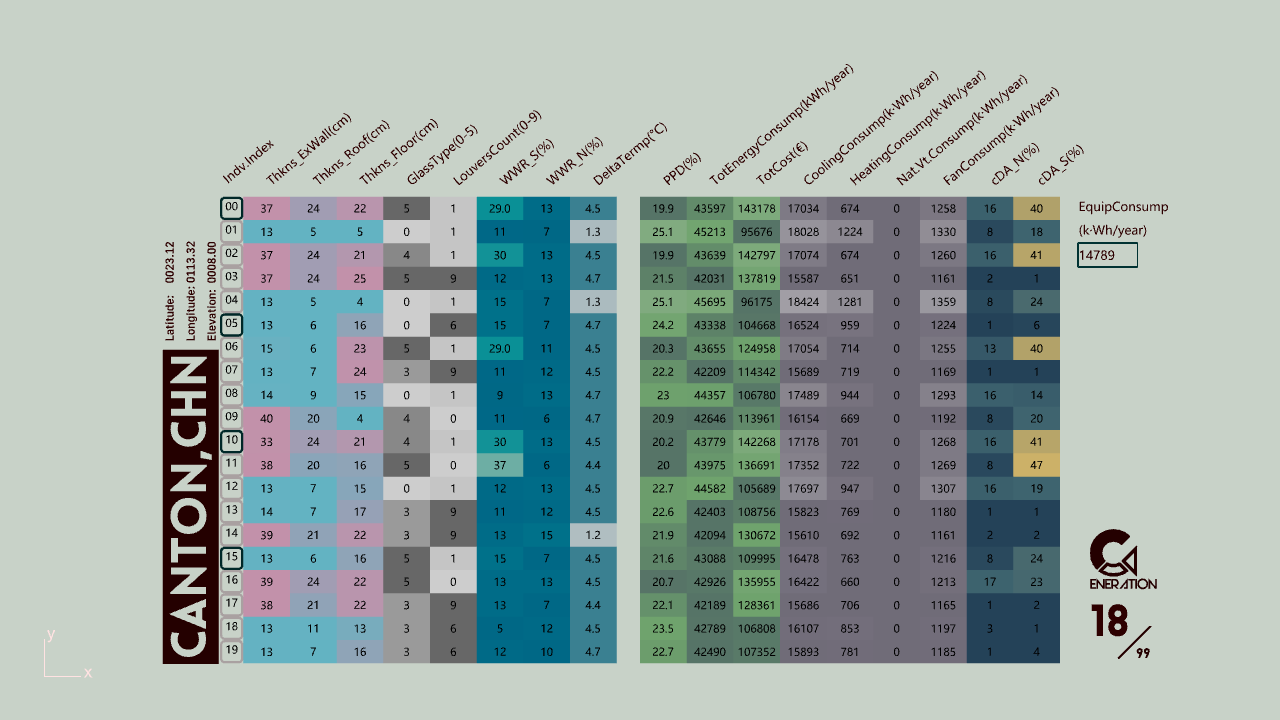 Indv.Index Thkns_ExWall(cm) Thkns_Roof(cm) Thkns_Floor(cm) GlassType(0-5) LouversCount(0-9) WWR_S(%) WWR_N(%) DeltaTermp(°C) PPD(%) TotEnergyConsump(kWh/year) TotCost(€) CoolingConsump(k·Wh/year) HeatingConsump(k·Wh/year) Nat.Vt.Consump(k·Wh/year) FanConsump(k·Wh/year) cDA_N(%) cDA_S(%)
00 37 24 22 5 1 29.0 13 4.5 19.9 43597 143178 17034 674 0 1258 16 40
01 13 5 5 0 1 11 7 1.3 25.1 45213 95676 18028 1224 0 1330 8 18
02 37 24 21 4 1 30 13 4.5 19.9 43639 142797 17074 674 0 1260 16 41
03 37 24 25 5 9 12 13 4.7 21.5 42031 137819 15587 651 0 1161 2 1
04 13 5 4 0 1 15 7 1.3 25.1 45695 96175 18424 1281 0 1359 8 24
05 13 6 16 0 6 15 7 4.7 24.2 43338 104668 16524 959 0 1224 1 6
06 15 6 23 5 1 29.0 11 4.5 20.3 43655 124958 17054 714 0 1255 13 40
07 13 7 24 3 9 11 12 4.5 22.2 42209 114342 15689 719 0 1169 1 1
08 14 9 15 0 1 9 13 4.7 23 44357 106780 17489 944 0 1293 16 14
09 40 20 4 4 0 11 6 4.7 20.9 42646 113961 16154 669 0 1192 8 20
10 33 24 21 4 1 30 13 4.5 20.2 43779 142268 17178 701 0 1268 16 41
11 38 20 16 5 0 37 6 4.4 20 43975 136691 17352 722 0 1269 8 47
12 13 7 15 0 1 12 13 4.5 22.7 44582 105689 17697 947 0 1307 16 19
13 14 7 17 3 9 11 12 4.5 22.6 42403 108756 15823 769 0 1180 1 1
14 39 21 22 3 9 13 15 1.2 21.9 42094 130672 15610 692 0 1161 2 2
15 13 6 16 5 1 15 7 4.5 21.6 43088 109995 16478 763 0 1216 8 24
16 39 24 22 5 0 13 13 4.5 20.7 42926 135955 16422 660 0 1213 17 23
17 38 21 22 3 9 13 7 4.4 22.1 42189 128361 15686 706 0 1165 1 2
18 13 11 13 3 6 5 12 4.5 23.5 42789 106808 16107 853 0 1197 3 1
19 13 7 16 3 6 12 10 4.7 22.7 42490 107352 15893 781 0 1185 1 4
Latitude: 0023.12
Longitude: 0113.32
Elevation: 0008.00
CANTON,CHN
EquipConsump
(k·Wh/year)
14789
ENERATION
18/99
y
x